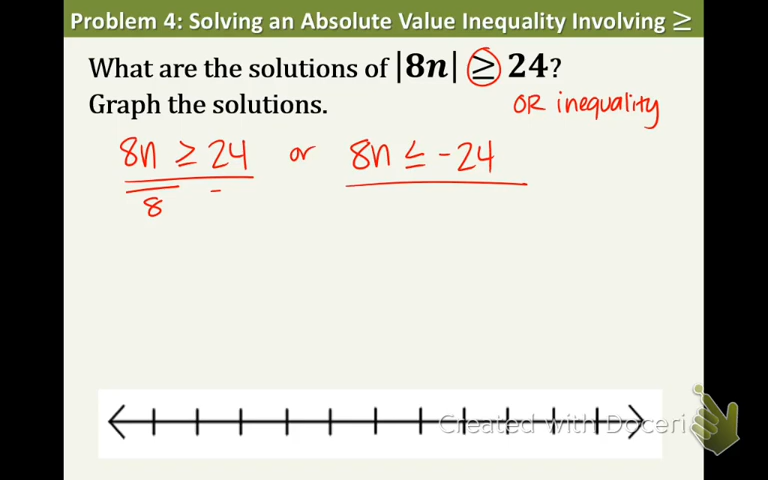 Problem 4: Solving an Absolute Value Inequality Involving ≥
What are the solutions of |8n| ≥ 24?
Graph the solutions.
OR inequality
8n ≥ 24 or 8n ≤ -24
8
Created with Doceri